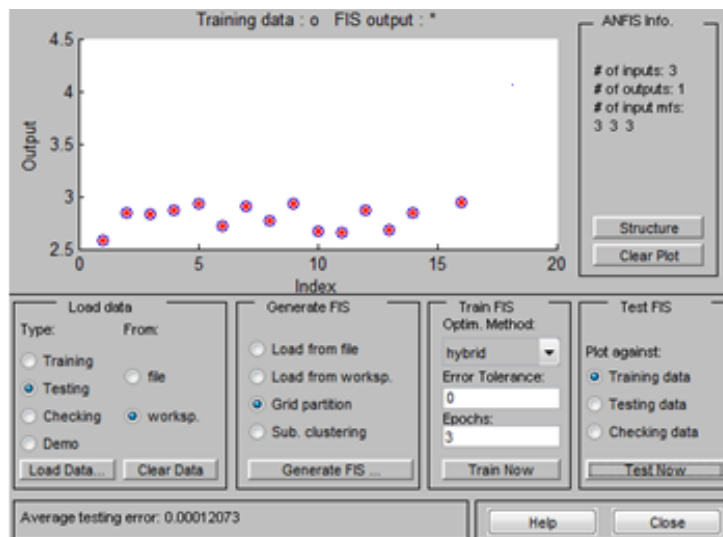 Training data : o   FIS output : *
4.5
4
3.5
3
2.5
0
5
10
15
20
Output
Index
ANFIS Info.
# of inputs: 3
# of outputs: 1
# of input mfs:
3 3 3
Structure
Clear Plot
Load data
Type:
From:
Training
Testing
Checking
Demo
file
worksp.
Load Data...
Clear Data
Generate FIS
Load from file
Load from worksp.
Grid partition
Sub. clustering
Generate FIS ...
Train FIS
Optim. Method:
hybrid
Error Tolerance:
0
Epochs:
3
Train Now
Test FIS
Plot against:
Training data
Testing data
Checking data
Test Now
Average testing error: 0.00012073
Help
Close